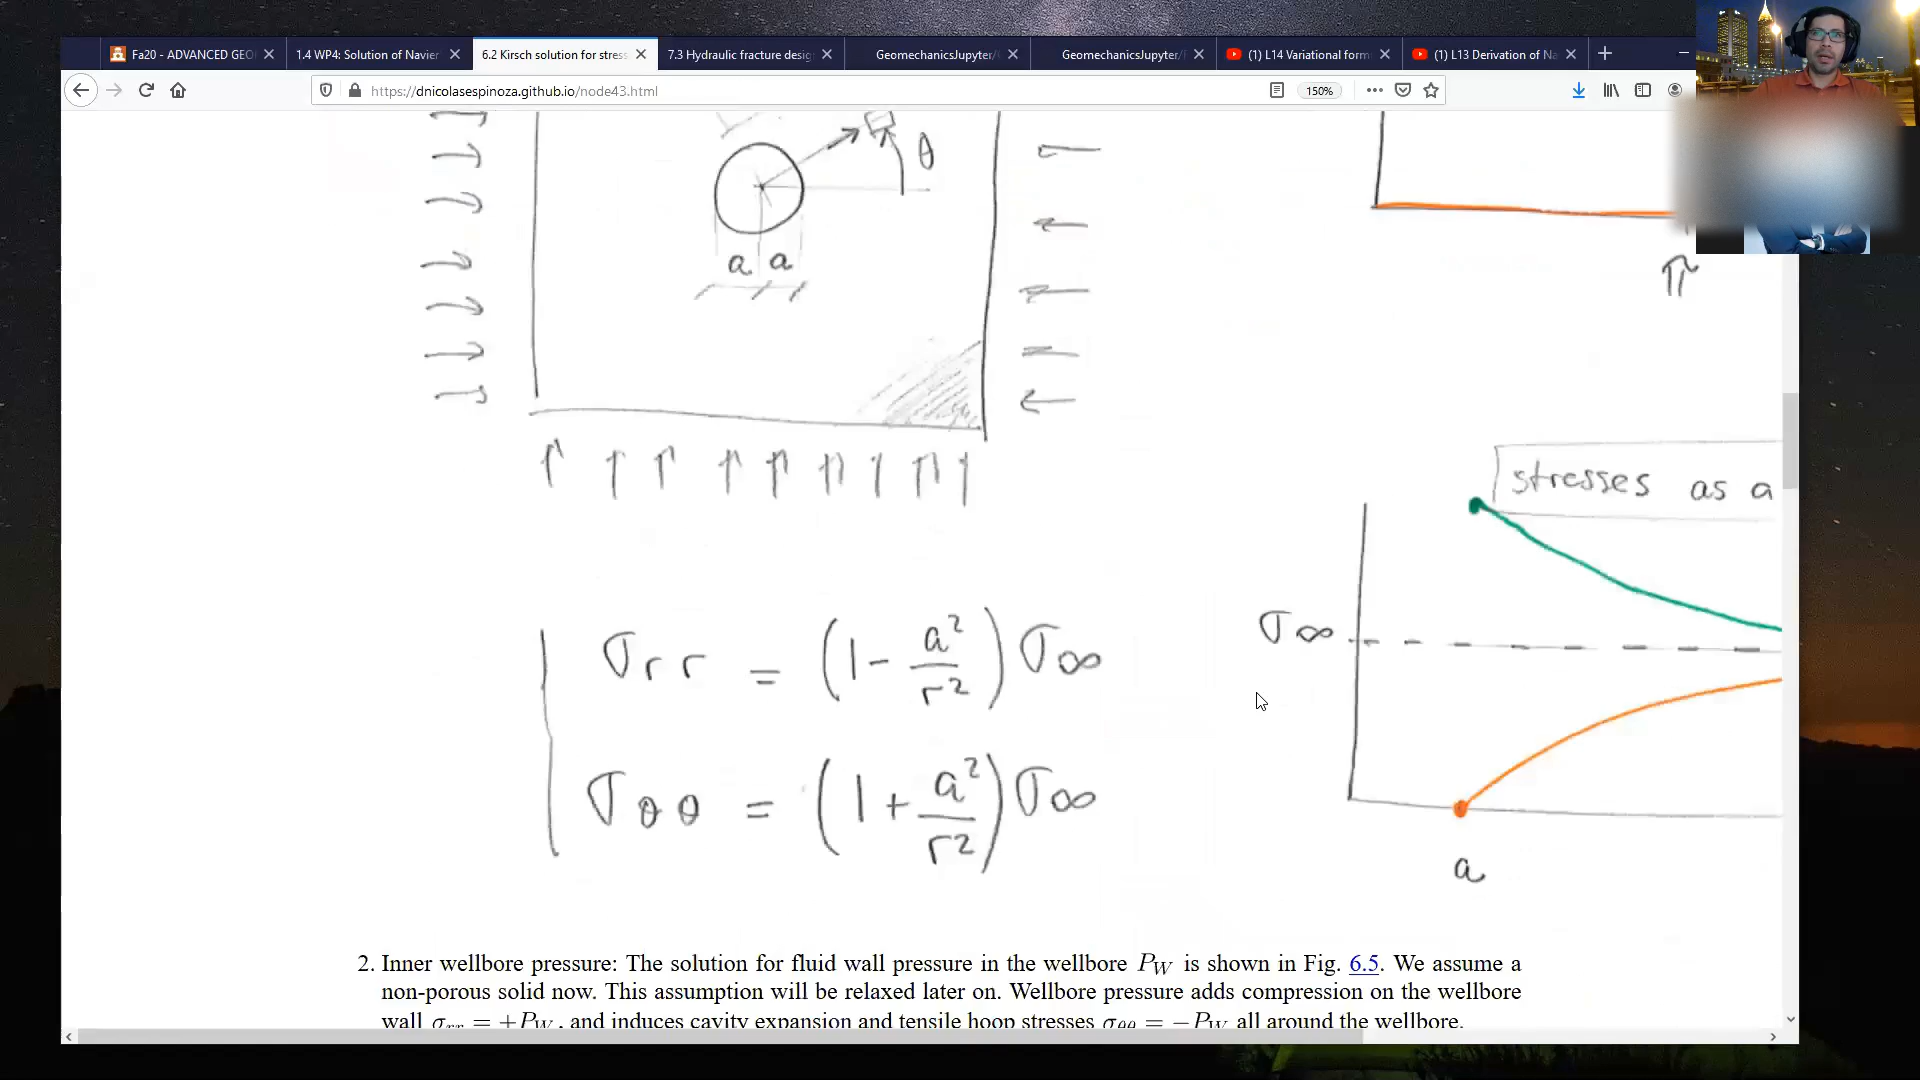 Fa20 - ADVANCED GEO
1.4 WP4: Solution of Navier
6.2 Kirsch solution for stress
7.3 Hydraulic fracture desig
GeomechanicsJupyter/
GeomechanicsJupyter/
(1) L14 Variational form
(1) L13 Derivation of Na
https://dnicolasespinoza.github.io/node43.html
150%
θ
a a
π
stresses as a
σ∞
σrr = (1 - a²/r²) σ∞
σθθ = (1 + a²/r²) σ∞
a
2. Inner wellbore pressure: The solution for fluid wall pressure in the wellbore P_W is shown in Fig. 6.5. We assume a
non-porous solid now. This assumption will be relaxed later on. Wellbore pressure adds compression on the wellbore
wall σrr = +P_W, and induces cavity expansion and tensile hoop stresses σθθ = −P_W all around the wellbore.